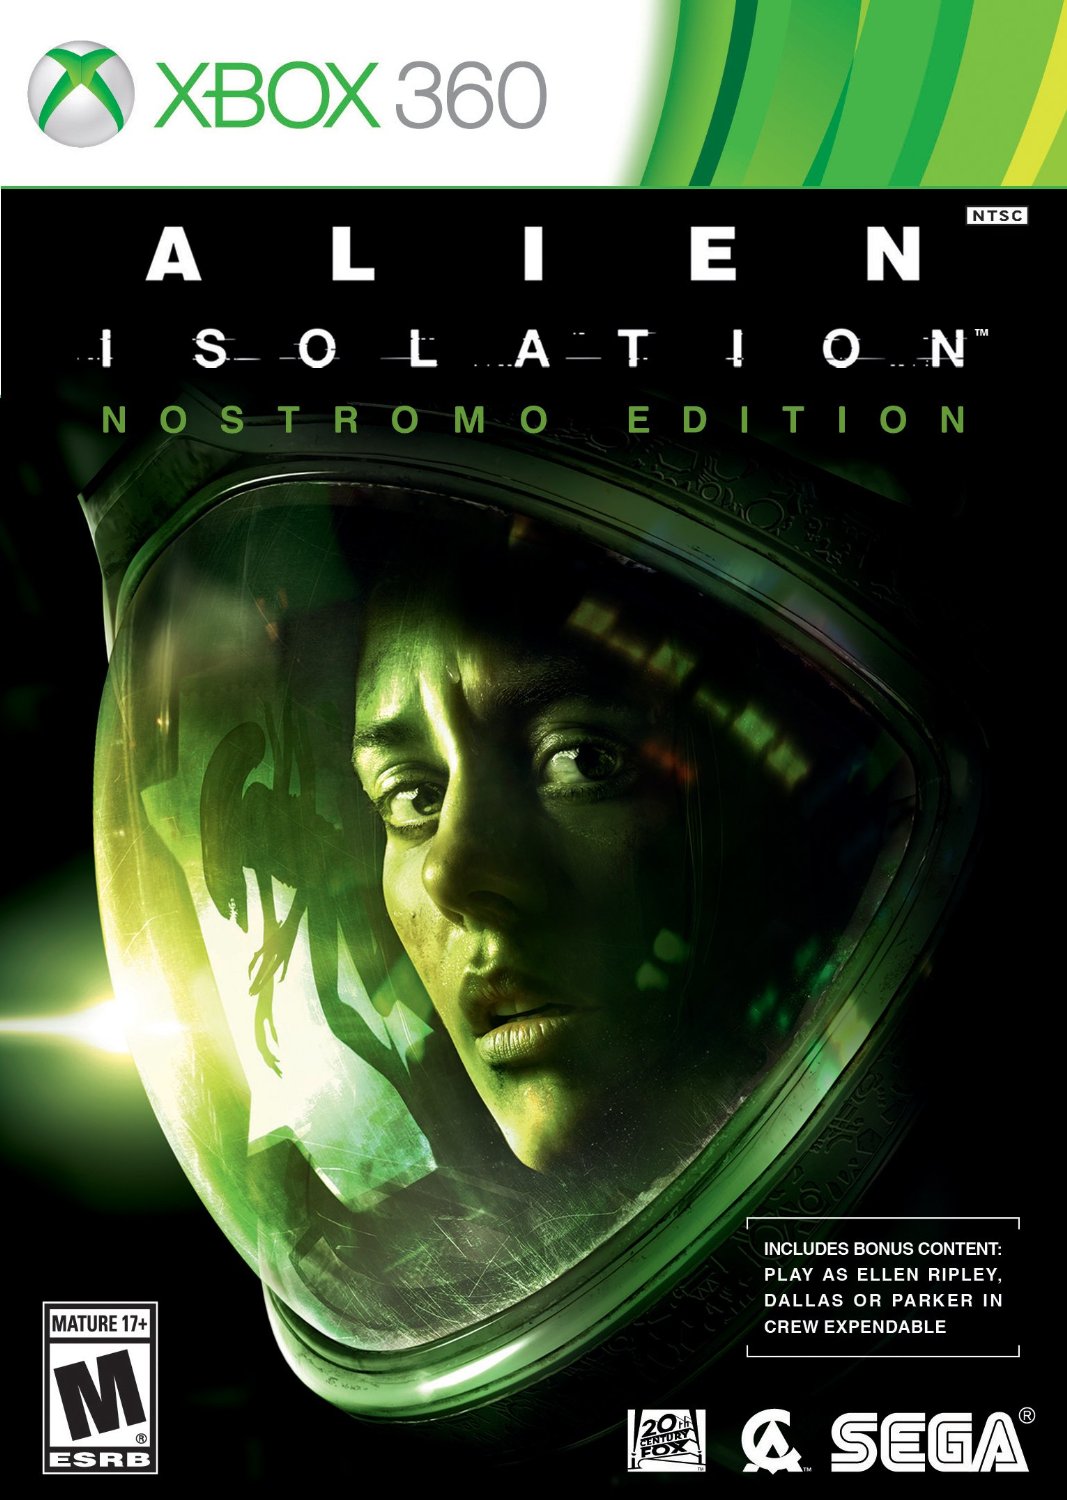 XBOX 360
NTSC
ALIEN
ISOLATION™
NOSTROMO EDITION
INCLUDES BONUS CONTENT:
PLAY AS ELLEN RIPLEY,
DALLAS OR PARKER IN
CREW EXPENDABLE
MATURE 17+
M
®
ESRB
20th
CENTURY
FOX
™
SEGA®